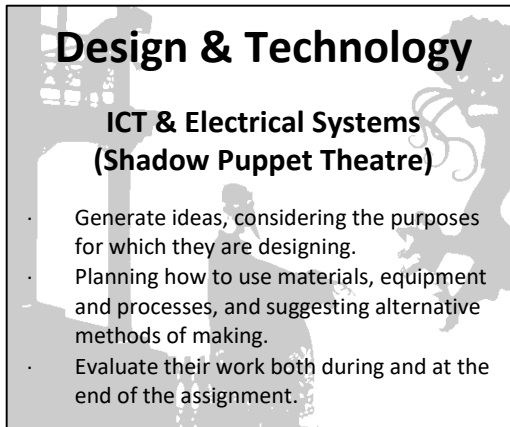 Design & Technology
ICT & Electrical Systems
(Shadow Puppet Theatre)
· Generate ideas, considering the purposes
for which they are designing.
· Planning how to use materials, equipment
and processes, and suggesting alternative
methods of making.
· Evaluate their work both during and at the
end of the assignment.